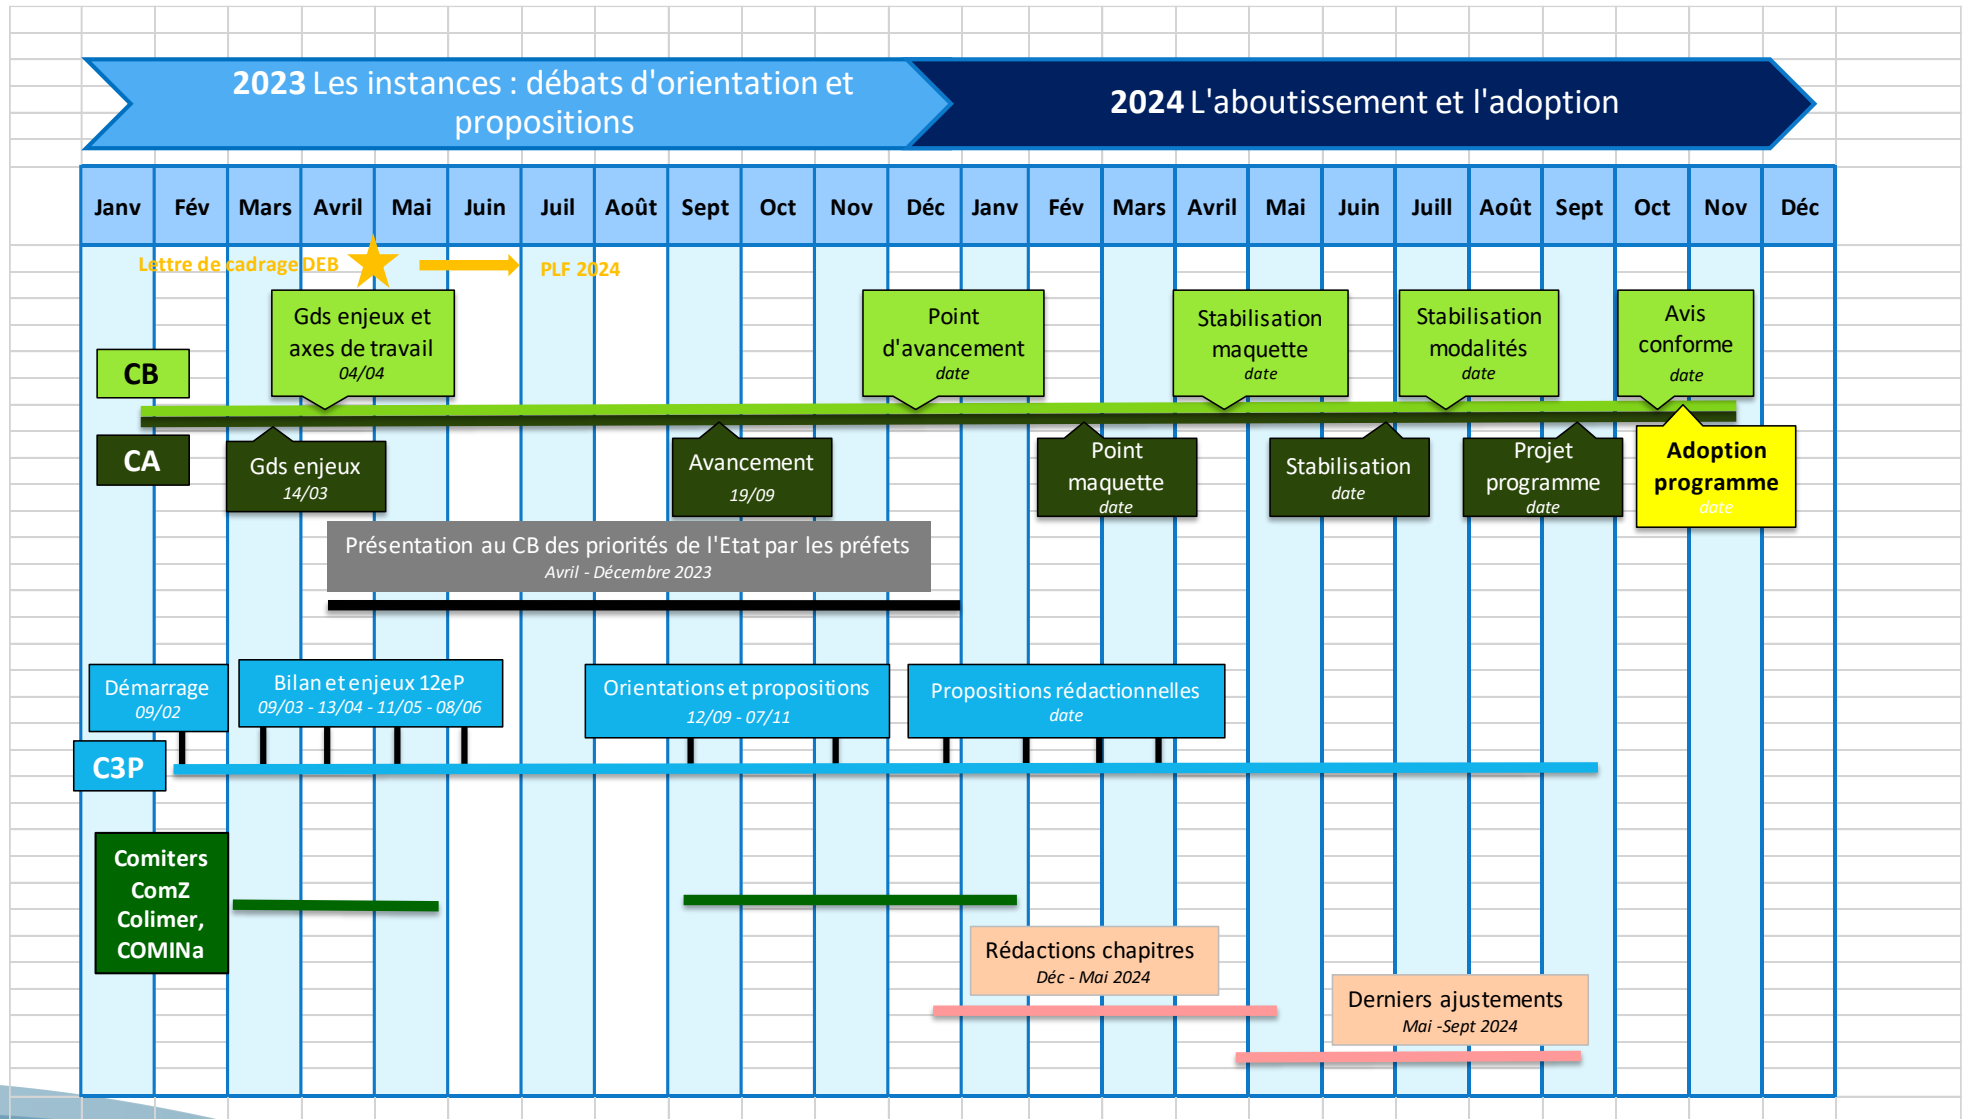 2023 Les instances : débats d'orientation et
propositions
2024 L'aboutissement et l'adoption
Janv Fév Mars Avril Mai Juin Juil Août Sept Oct Nov Déc Janv Fév Mars Avril Mai Juin Juill Août Sept Oct Nov Déc
Lettre de cadrage DEB
PLF 2024
Gds enjeux et
axes de travail
04/04
Point
d'avancement
date
Stabilisation
maquette
date
Stabilisation
modalités
date
Avis
conforme
date
CB
CA
Gds enjeux
14/03
Avancement
19/09
Point
maquette
date
Stabilisation
date
Projet
programme
date
Adoption
programme
date
Présentation au CB des priorités de l'Etat par les préfets
Avril - Décembre 2023
Démarrage
09/02
Bilan et enjeux 12eP
09/03 - 13/04 - 11/05 - 08/06
Orientations et propositions
12/09 - 07/11
Propositions rédactionnelles
date
C3P
Comiters
ComZ
Colimer,
COMINa
Rédactions chapitres
Déc - Mai 2024
Derniers ajustements
Mai -Sept 2024